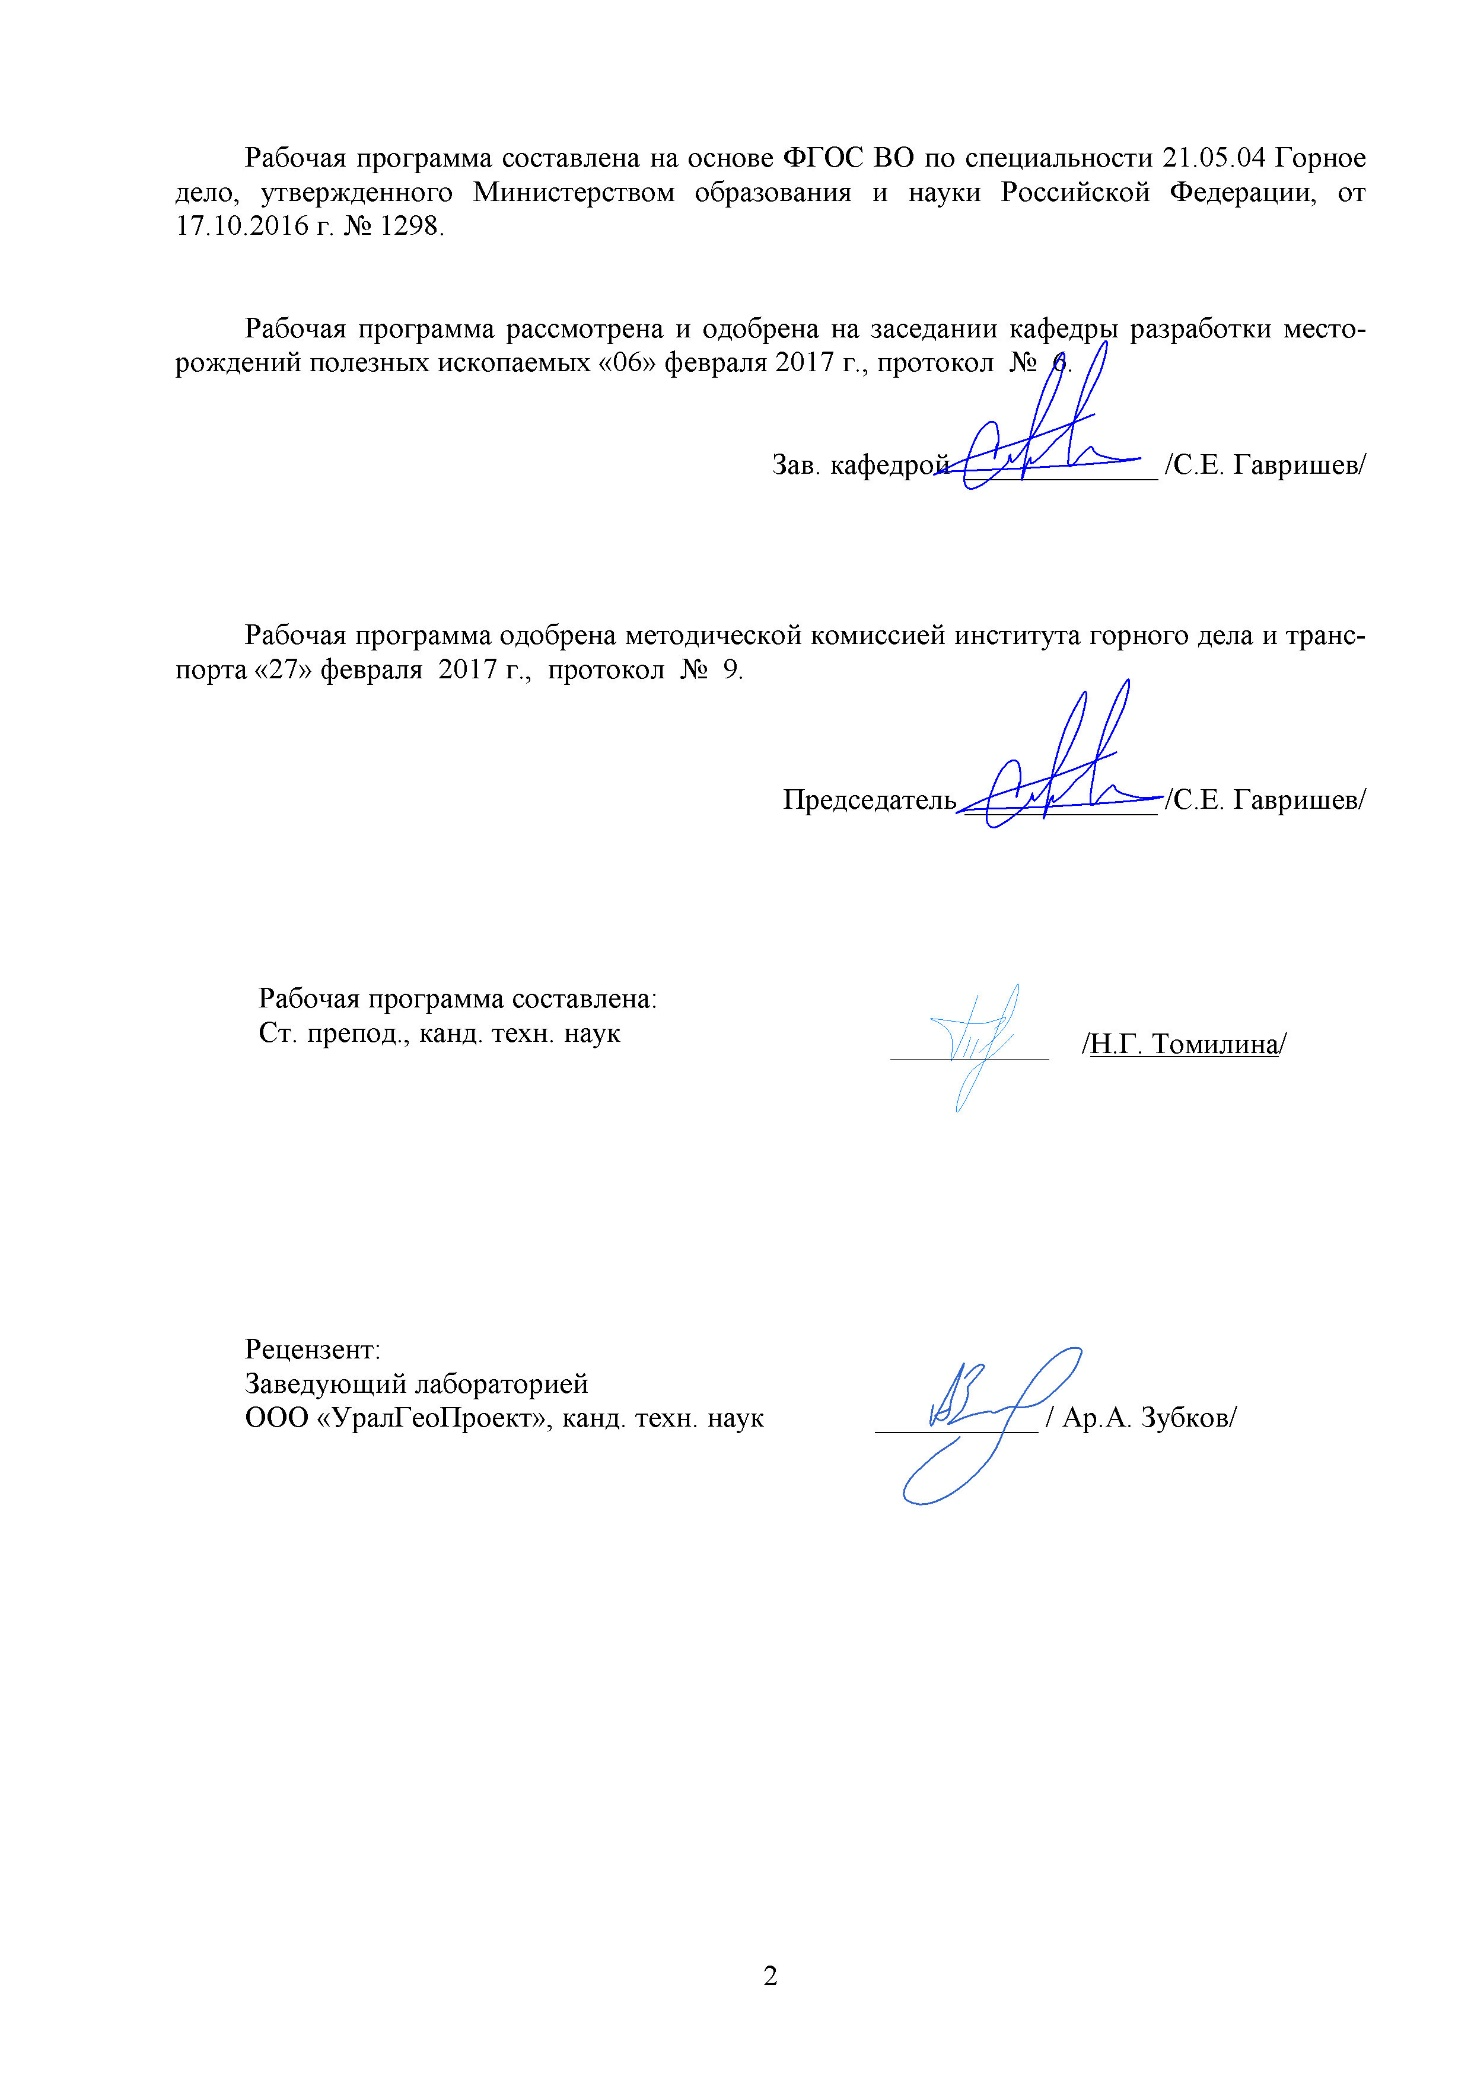 Рабочая программа составлена на основе ФГОС ВО по специальности 21.05.04 Горное
дело, утвержденного Министерством образования и науки Российской Федерации, от
17.10.2016 г. № 1298.
Рабочая программа рассмотрена и одобрена на заседании кафедры разработки место-
рождений полезных ископаемых «06» февраля 2017 г., протокол № 6.
Зав. кафедрой /С.Е. Гавришев/
Рабочая программа одобрена методической комиссией института горного дела и транс-
порта «27» февраля 2017 г., протокол № 9.
Председатель /С.Е. Гавришев/
Рабочая программа составлена:
Ст. препод., канд. техн. наук
/Н.Г. Томилина/
Рецензент:
Заведующий лабораторией
ООО «УралГеоПроект», канд. техн. наук / Ар.А. Зубков/
2